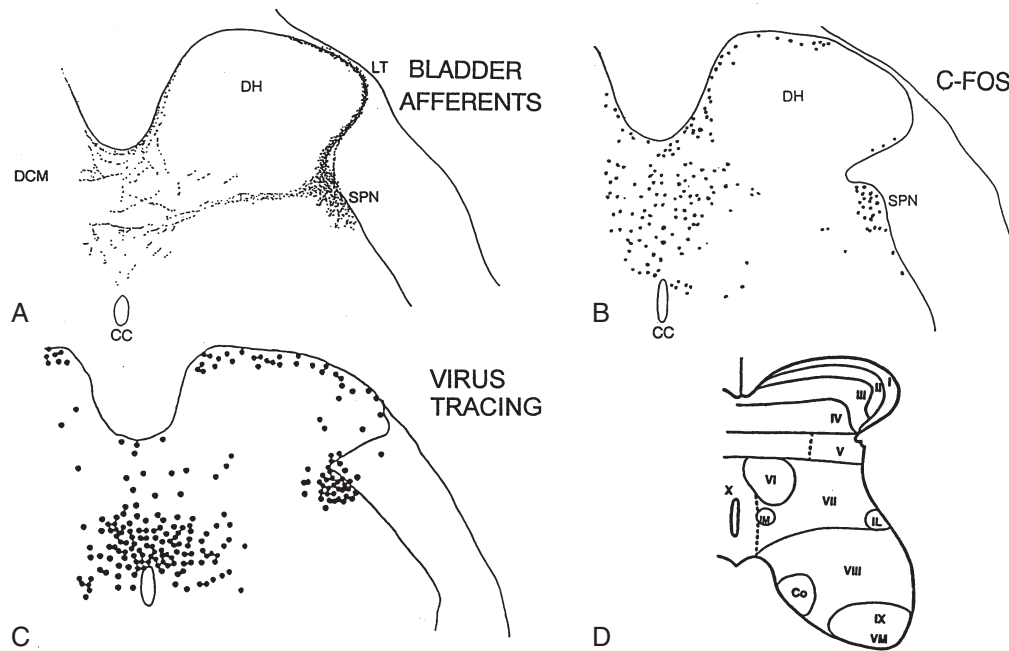 BLADDER
AFFERENTS
DH
LT
DCM
SPN
A
CC
C-FOS
DH
SPN
B
CC
VIRUS
TRACING
C
I
II
III
IV
V
VI
X
VII
IM
IL
VIII
Co
IX
VM
D